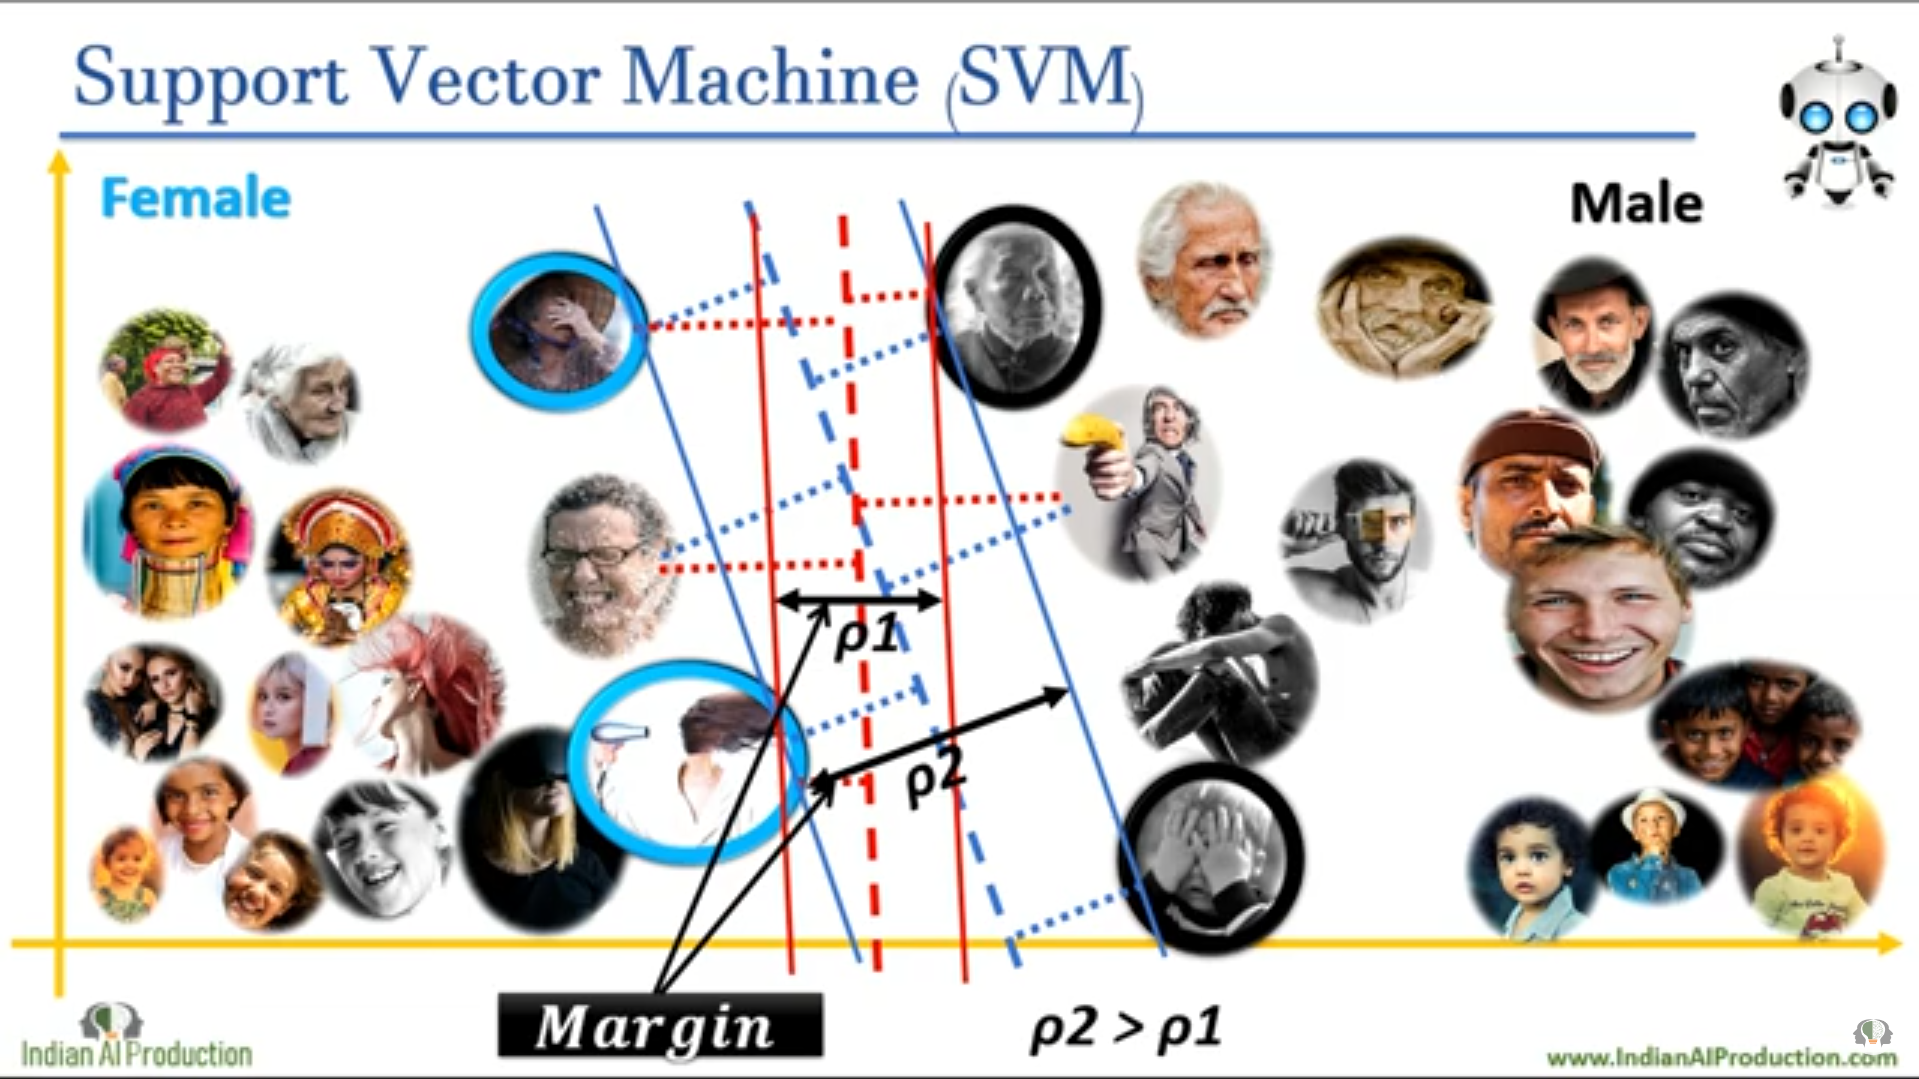 Support Vector Machine (SVM)
Female
Male
ρ1
ρ2
Margin
ρ2 > ρ1
Indian AI Production
www.IndianAIProduction.com